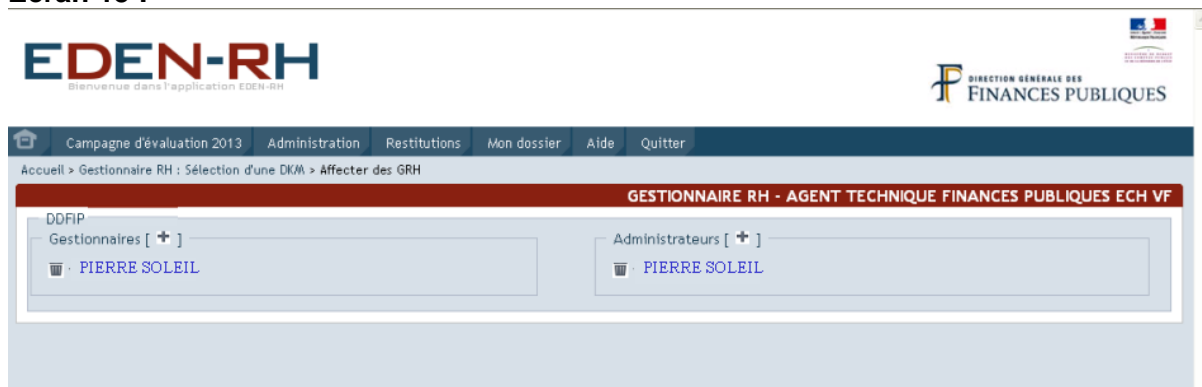 EDEN-RH
Bienvenue dans l'application EDEN-RH
DIRECTION GÉNÉRALE DES
FINANCES PUBLIQUES
Campagne d'évaluation 2013 Administration Restitutions Mon dossier Aide Quitter
Accueil > Gestionnaire RH : Sélection d'une DKM > Affecter des GRH
GESTIONNAIRE RH - AGENT TECHNIQUE FINANCES PUBLIQUES ECH VF
DDFIP
Gestionnaires [ + ] Administrateurs [ + ]
PIERRE SOLEIL PIERRE SOLEIL